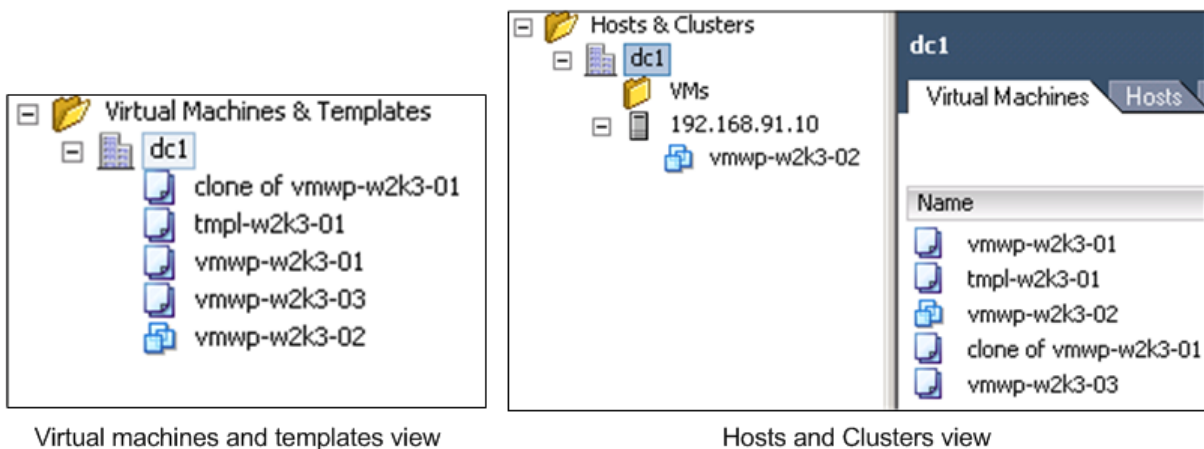 Virtual Machines & Templates
dc1
clone of vmwp-w2k3-01
tmpl-w2k3-01
vmwp-w2k3-01
vmwp-w2k3-03
vmwp-w2k3-02
Virtual machines and templates view
Hosts & Clusters
dc1
VMs
192.168.91.10
vmwp-w2k3-02
dc1
Virtual Machines Hosts
Name
vmwp-w2k3-01
tmpl-w2k3-01
vmwp-w2k3-02
clone of vmwp-w2k3-01
vmwp-w2k3-03
Hosts and Clusters view